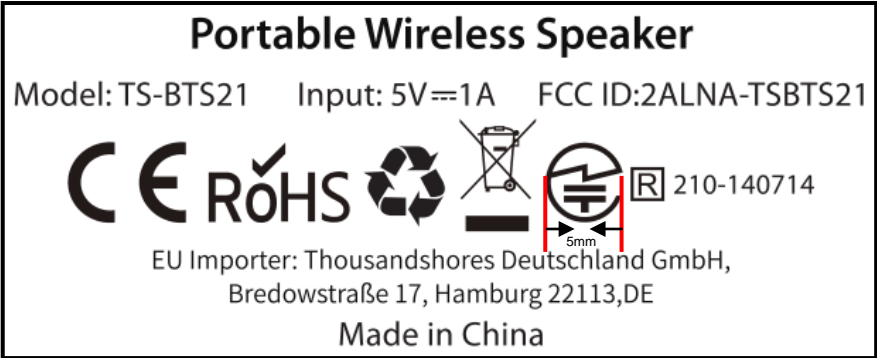 Portable Wireless Speaker
Model: TS-BTS21 Input: 5V⎓1A FCC ID:2ALNA-TSBTS21
CE RoHS R 210-140714
5mm
EU Importer: Thousandshores Deutschland GmbH,
Bredowstraße 17, Hamburg 22113,DE
Made in China